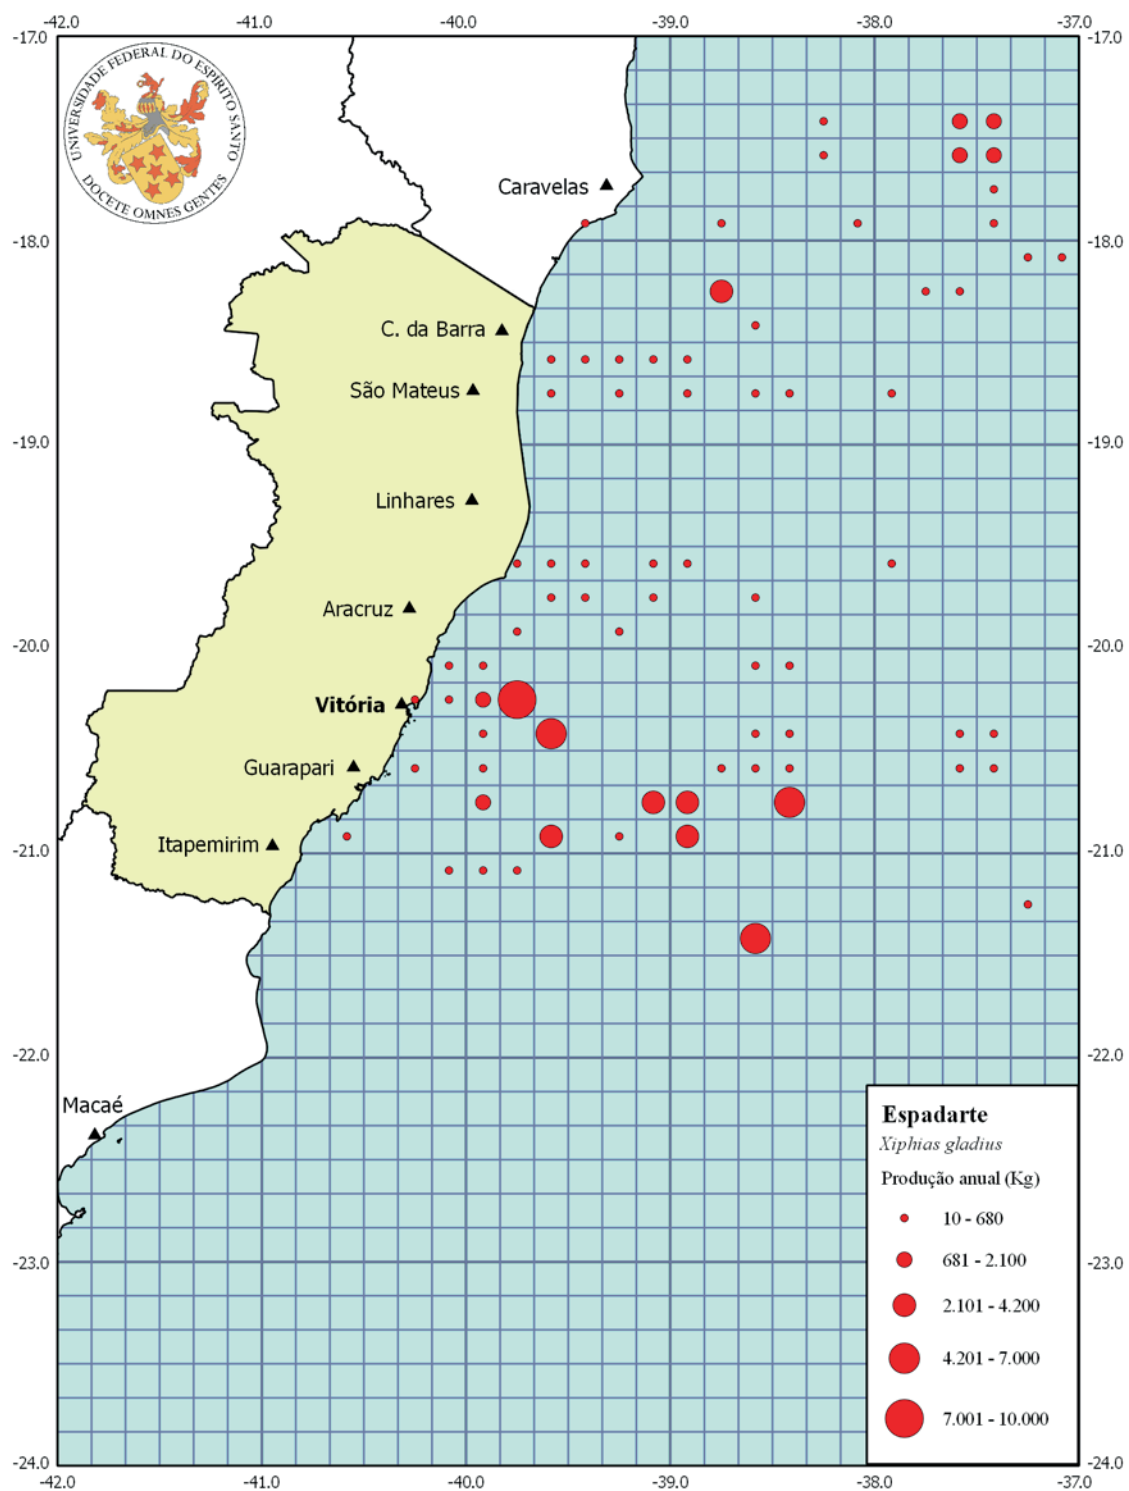 -42.0 -41.0 -40.0 -39.0 -38.0 -37.0
-17.0 -17.0
UNIVERSIDADE FEDERAL DO ESPÍRITO SANTO
DOCETE OMNES GENTES
Caravelas
-18.0 -18.0
C. da Barra
São Mateus
-19.0 -19.0
Linhares
Aracruz
-20.0 -20.0
Vitória
Guarapari
Itapemirim
-21.0 -21.0
-22.0 -22.0
Macaé
Espadarte
Xiphias gladius
Produção anual (Kg)
10 - 680
681 - 2.100
2.101 - 4.200
4.201 - 7.000
7.001 - 10.000
-23.0 -23.0
-24.0 -24.0
-42.0 -41.0 -40.0 -39.0 -38.0 -37.0